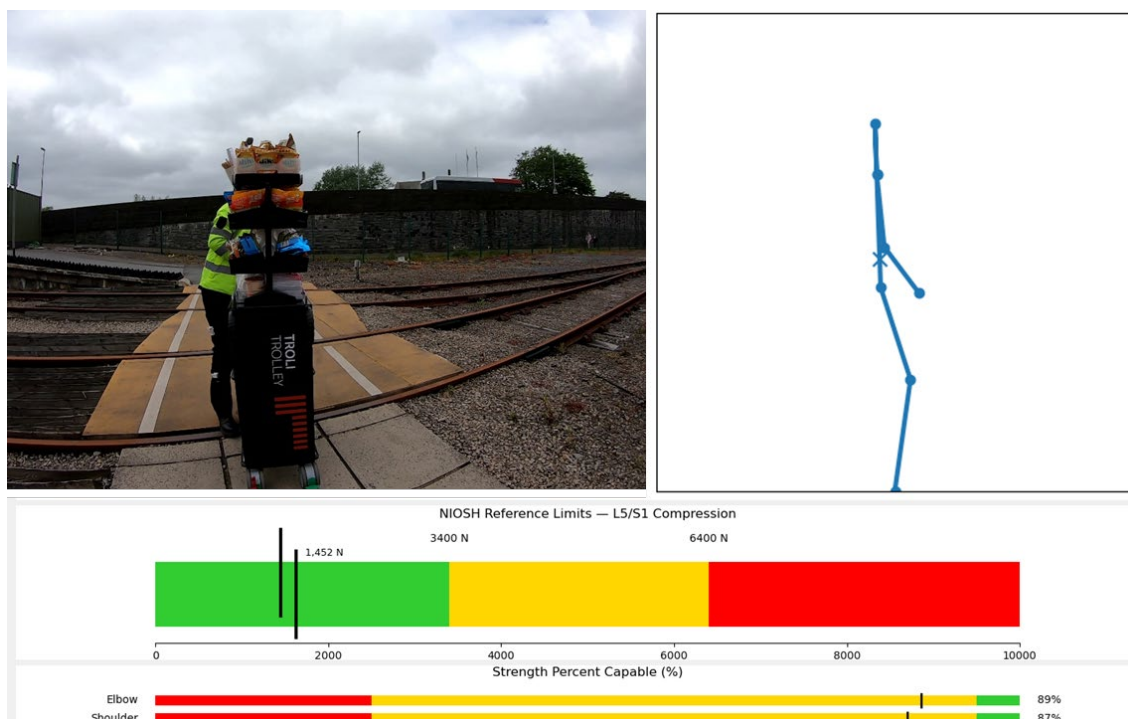 TROLI
TROLLEY
NIOSH Reference Limits — L5/S1 Compression
3400 N
6400 N
1,452 N
0
2000
4000
6000
8000
10000
Strength Percent Capable (%)
Elbow
89%
Shoulder
87%